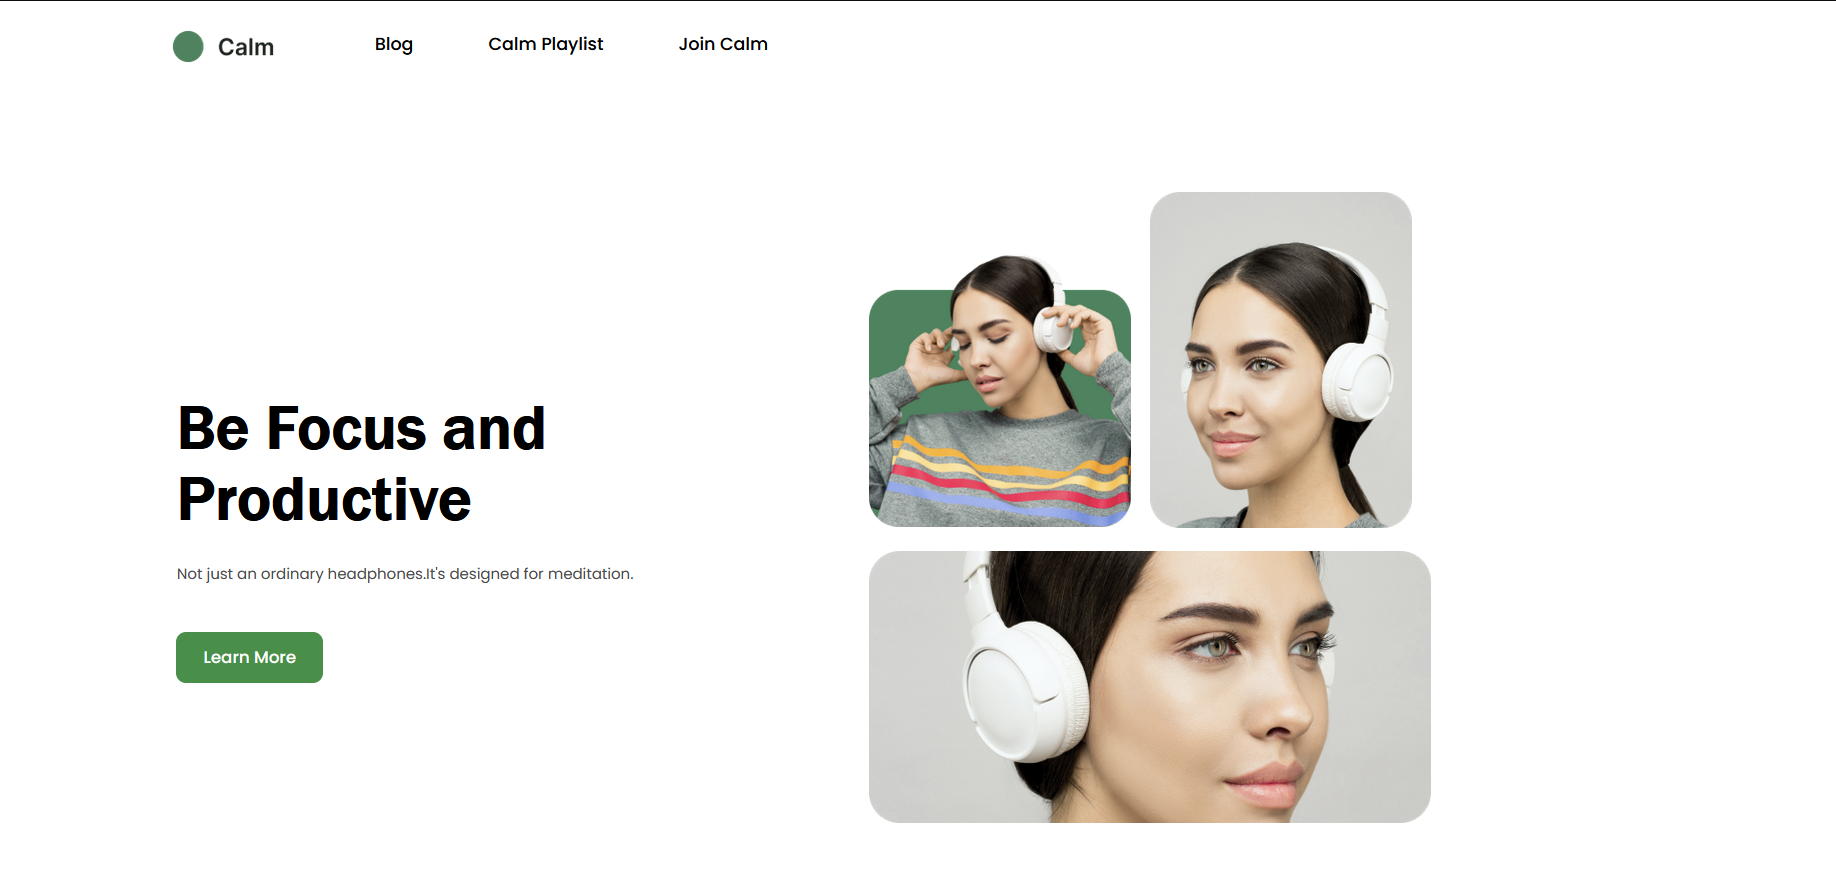 Calm
Blog
Calm Playlist
Join Calm
Be Focus and
Productive
Not just an ordinary headphones.It's designed for meditation.
Learn More